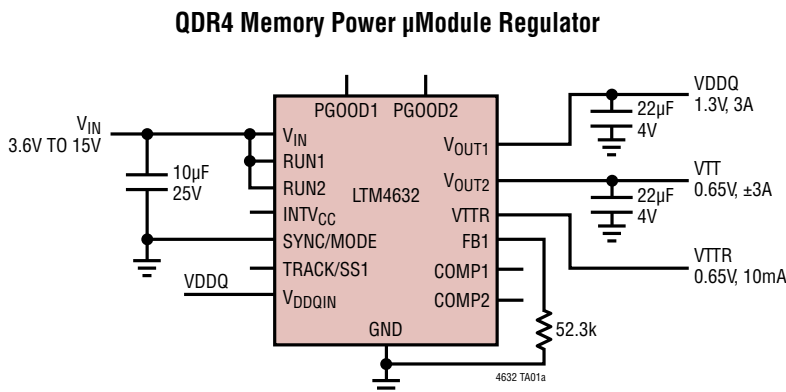 QDR4 Memory Power µModule Regulator
PGOOD1 PGOOD2
VIN
3.6V TO 15V
10µF
25V
VDDQ
VIN
RUN1
RUN2
INTVCC
SYNC/MODE
TRACK/SS1
VDDQIN
LTM4632
GND
VOUT1
VOUT2
VTTR
FB1
COMP1
COMP2
22µF
4V
VDDQ
1.3V, 3A
22µF
4V
VTT
0.65V, ±3A
VTTR
0.65V, 10mA
52.3k
4632 TA01a